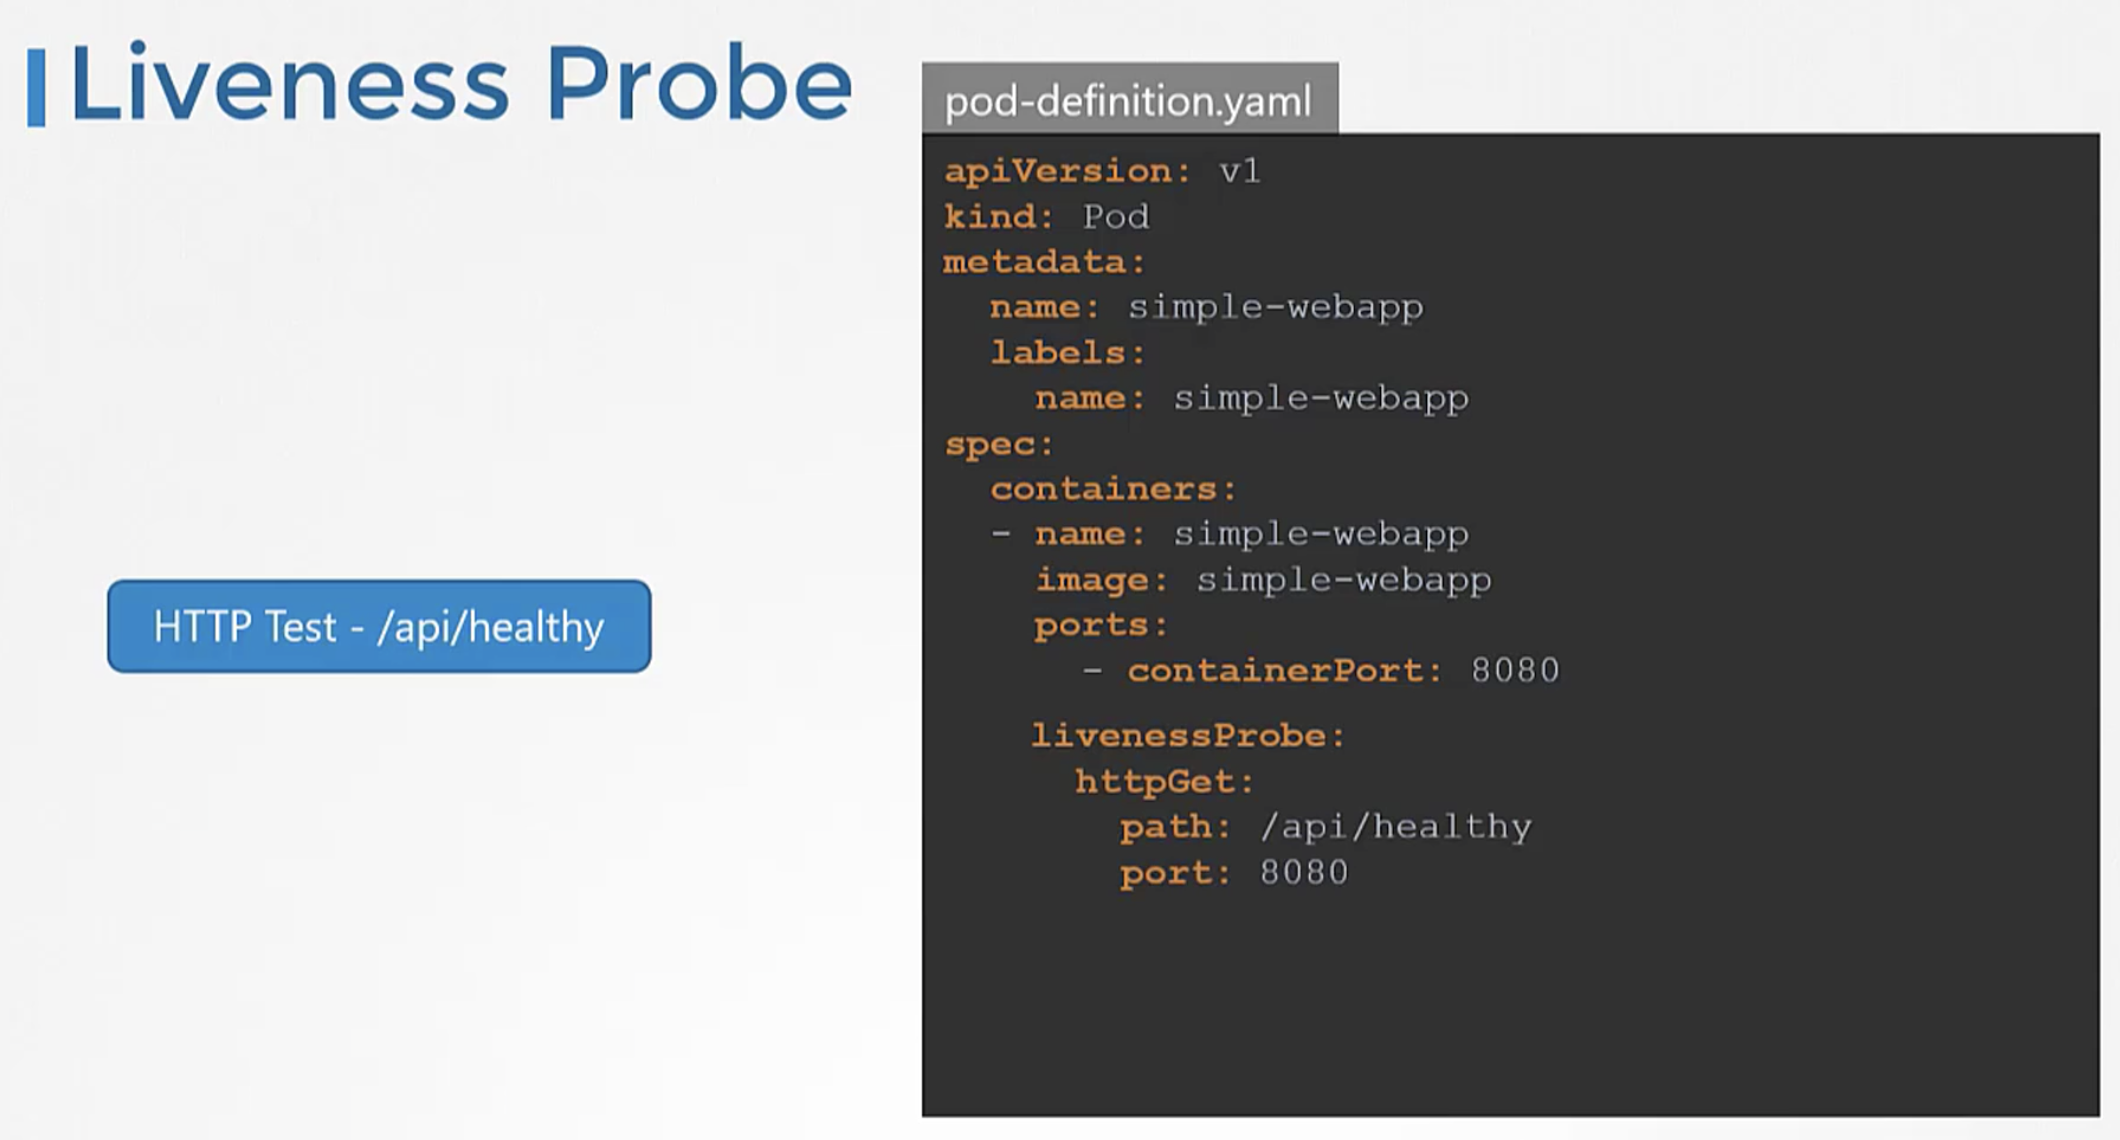 Liveness Probe
pod-definition.yaml
apiVersion: v1
kind: Pod
metadata:
  name: simple-webapp
  labels:
    name: simple-webapp
spec:
  containers:
  - name: simple-webapp
    image: simple-webapp
    ports:
      - containerPort: 8080
    livenessProbe:
      httpGet:
        path: /api/healthy
        port: 8080
HTTP Test - /api/healthy